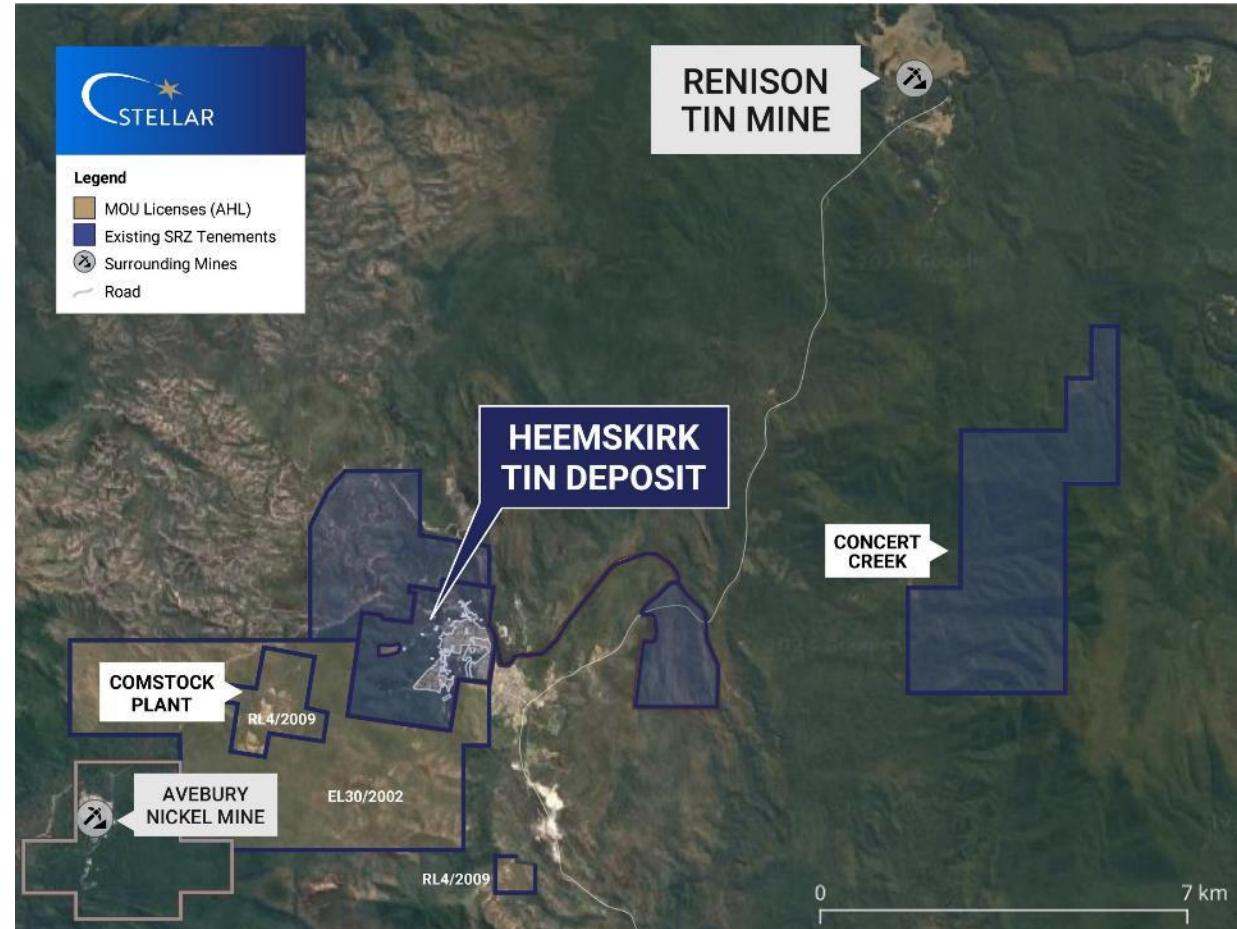 STELLAR
Legend
MOU Licenses (AHL)
Existing SRZ Tenements
Surrounding Mines
Road
RENISON
TIN MINE
HEEMSKIRK
TIN DEPOSIT
CONCERT
CREEK
COMSTOCK
PLANT
RL4/2009
AVEBURY
NICKEL MINE
EL30/2002
RL4/2009
0
7 km